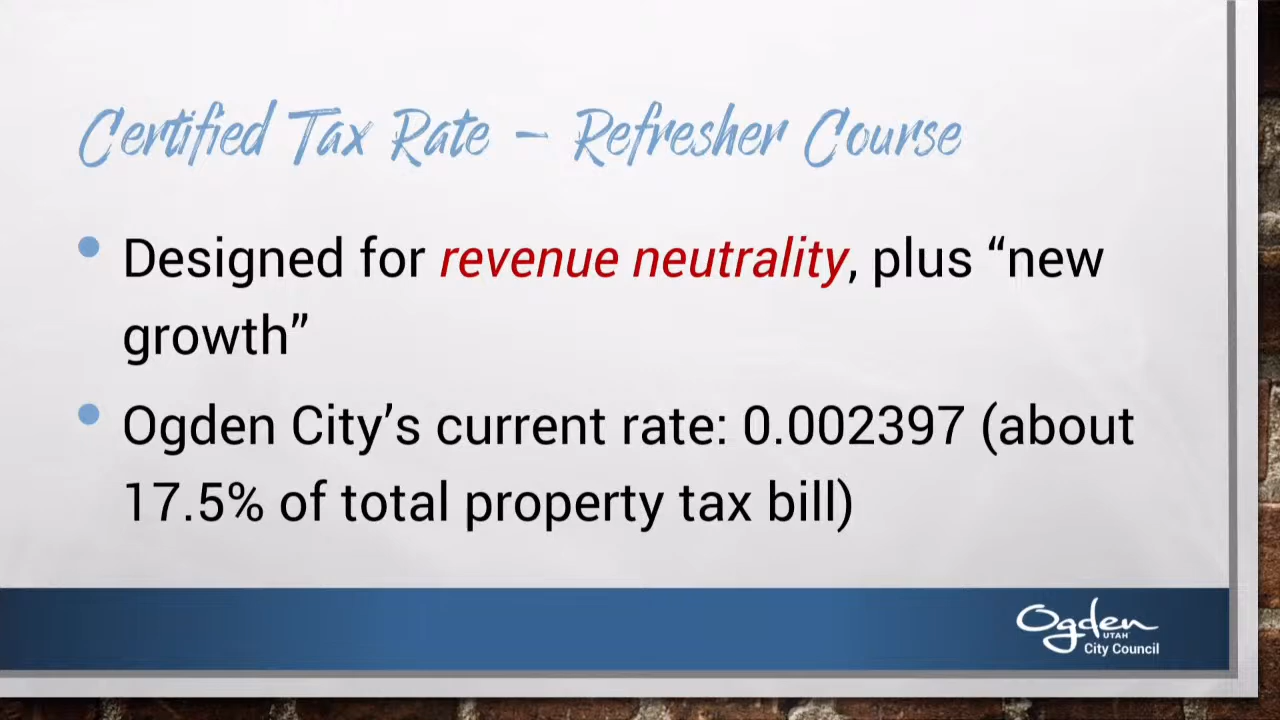 Certified Tax Rate – Refresher Course
Designed for revenue neutrality, plus “new
growth”
Ogden City’s current rate: 0.002397 (about
17.5% of total property tax bill)
Ogden
UTAH
City Council